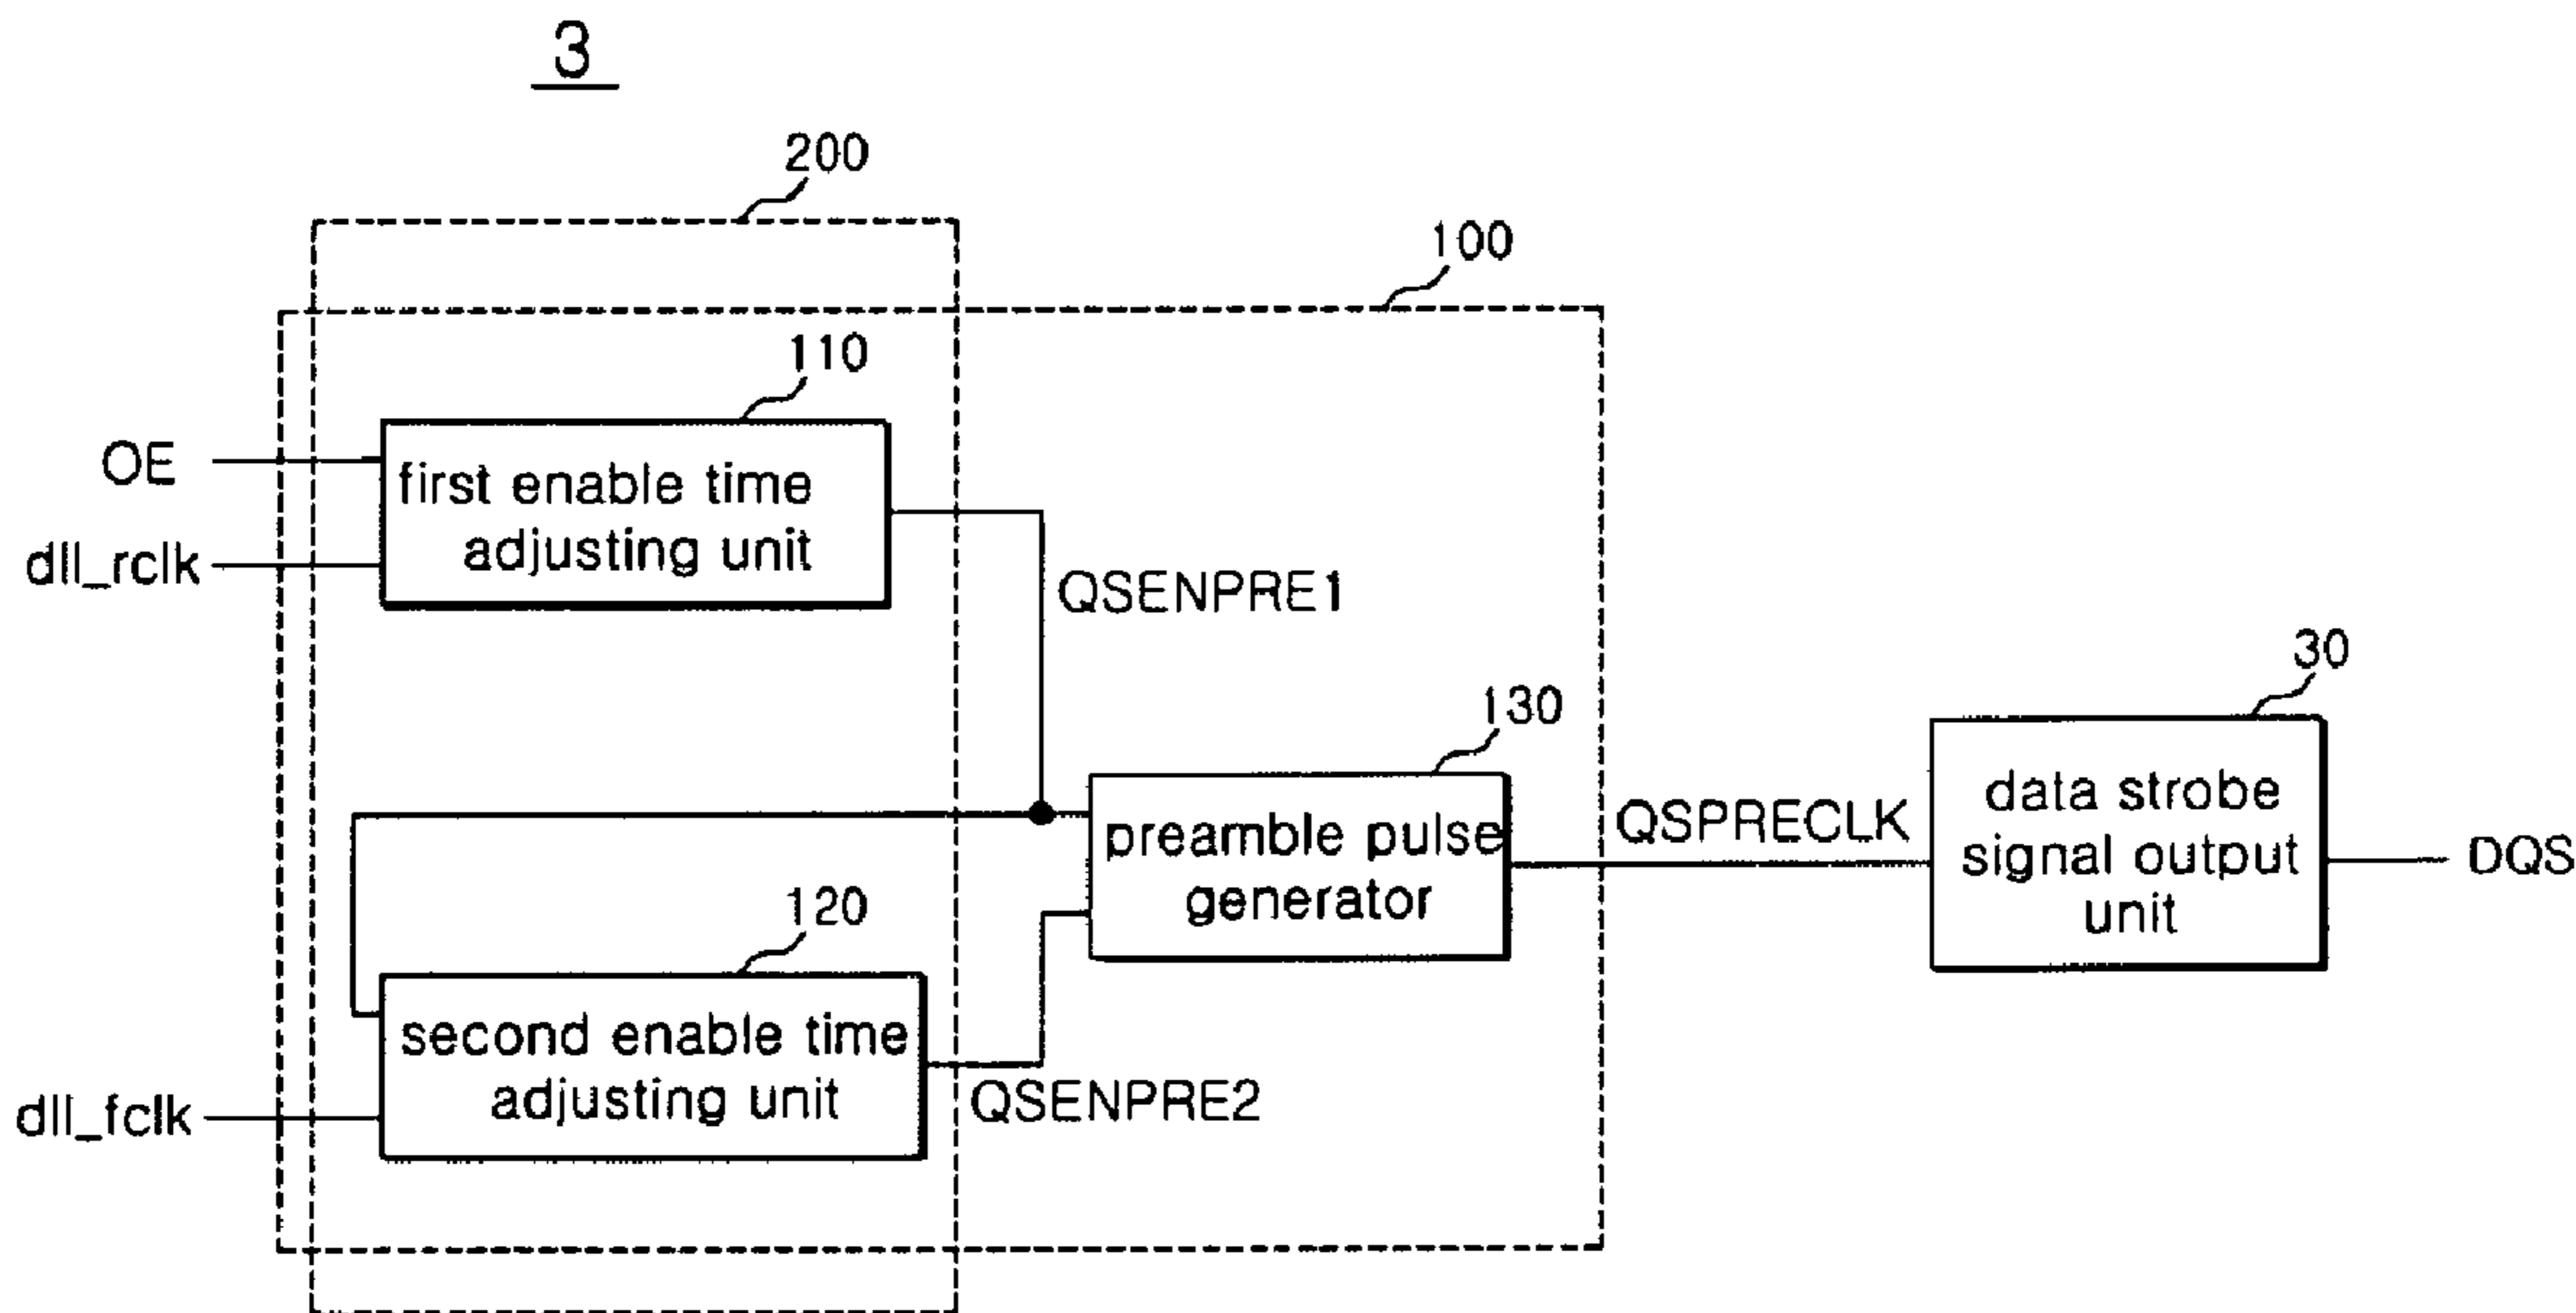 3
200
100
110
OE
first enable time
adjusting unit
dll_rclk
QSENPRE1
30
130
data strobe
signal output
unit
QSPRECLK
preamble pulse
generator
DQS
120
second enable time
adjusting unit
QSENPRE2
dll_fclk